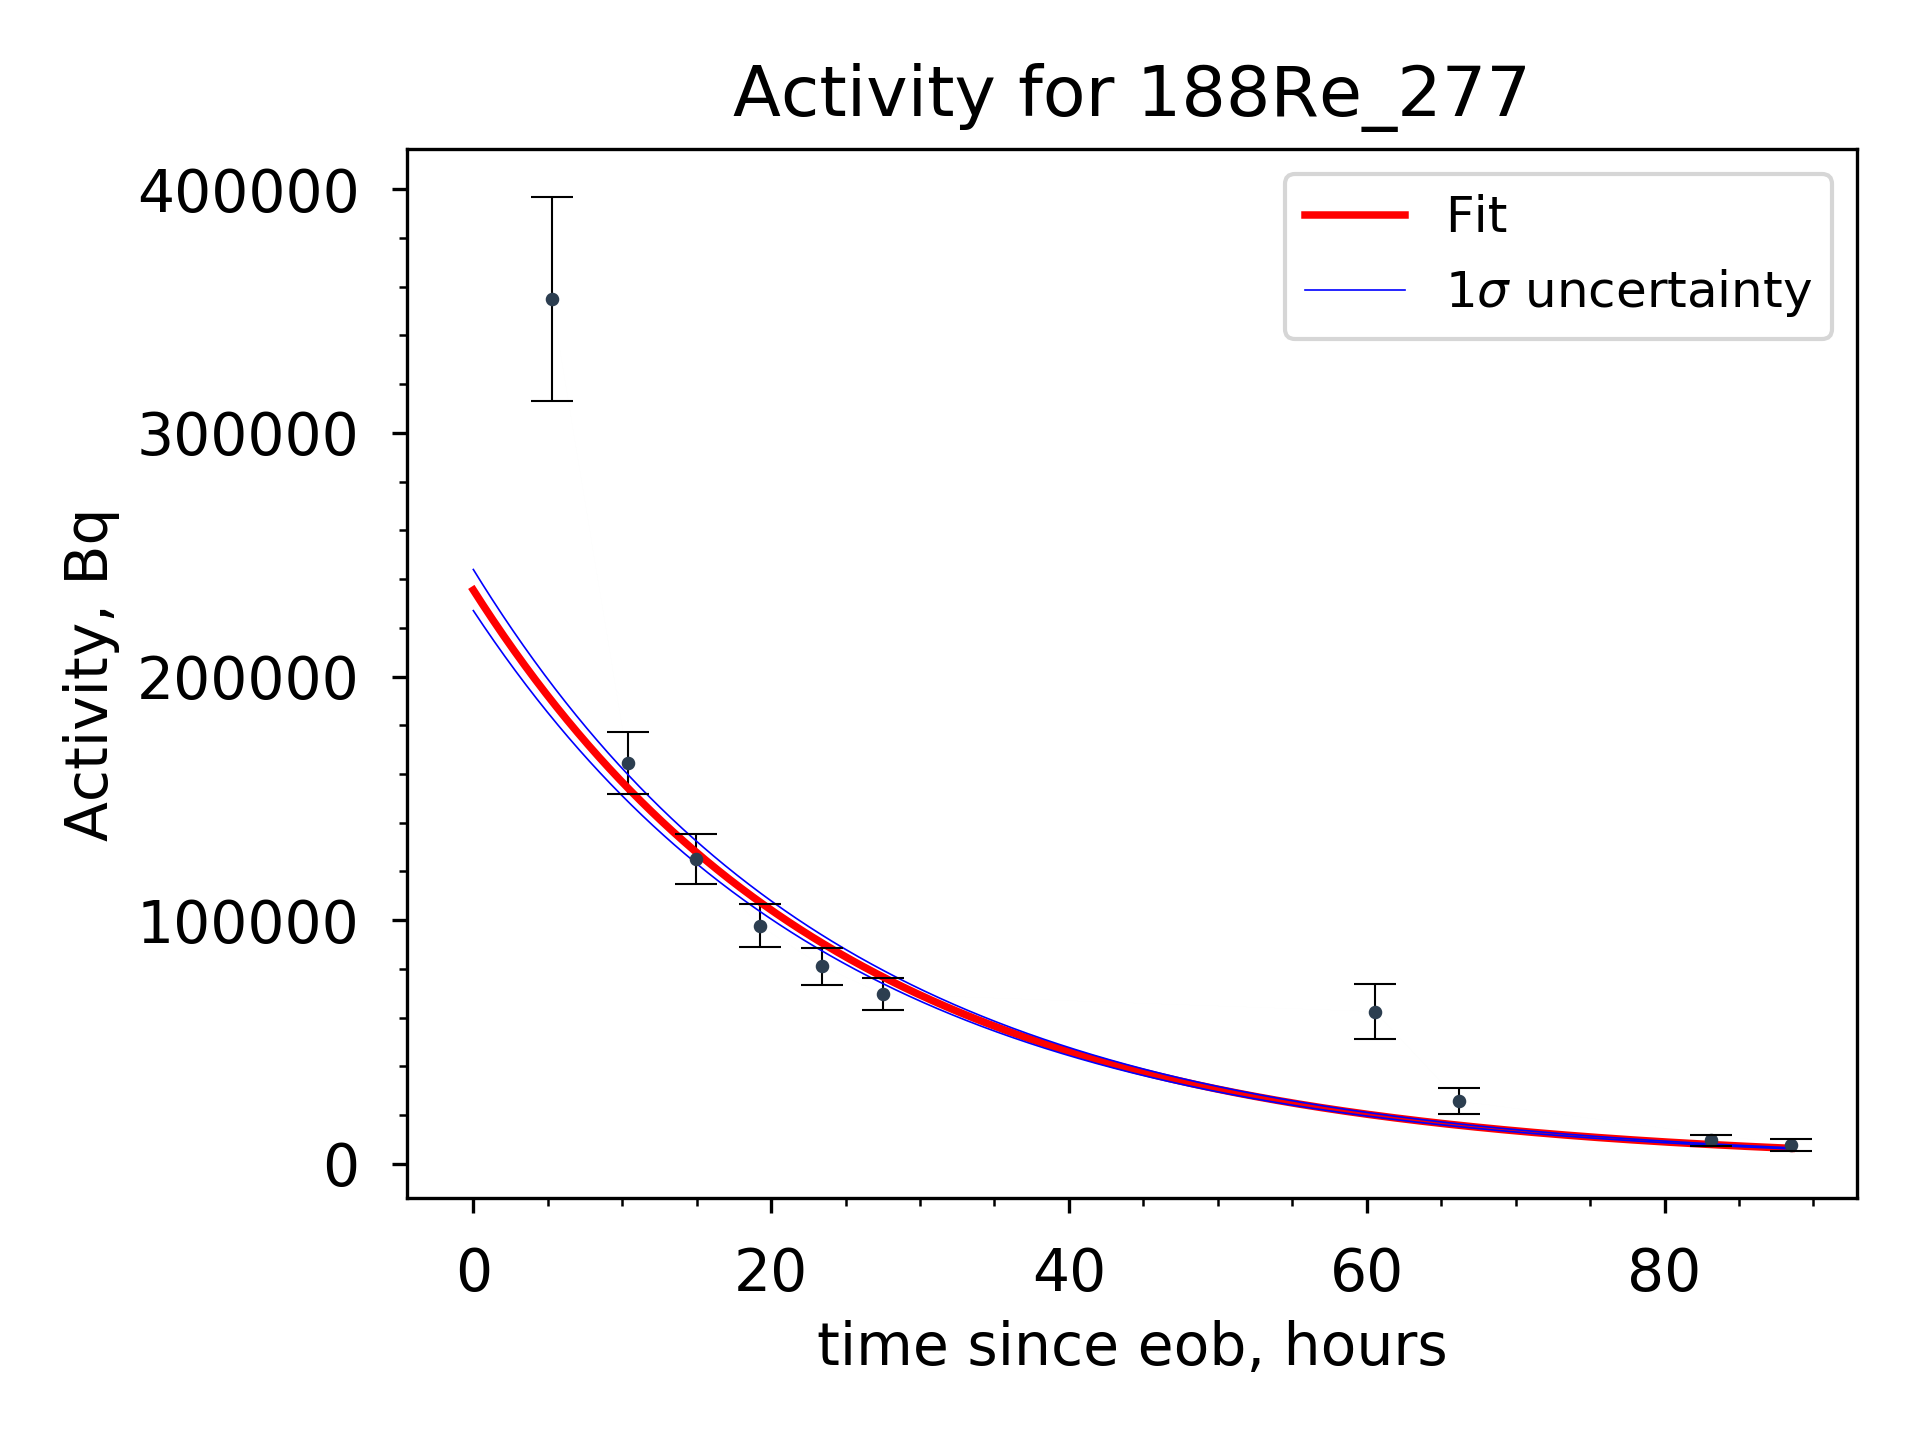 Activity for 188Re_277
Fit
1σ uncertainty
400000
300000
200000
100000
0
Activity, Bq
0 20 40 60 80
time since eob, hours